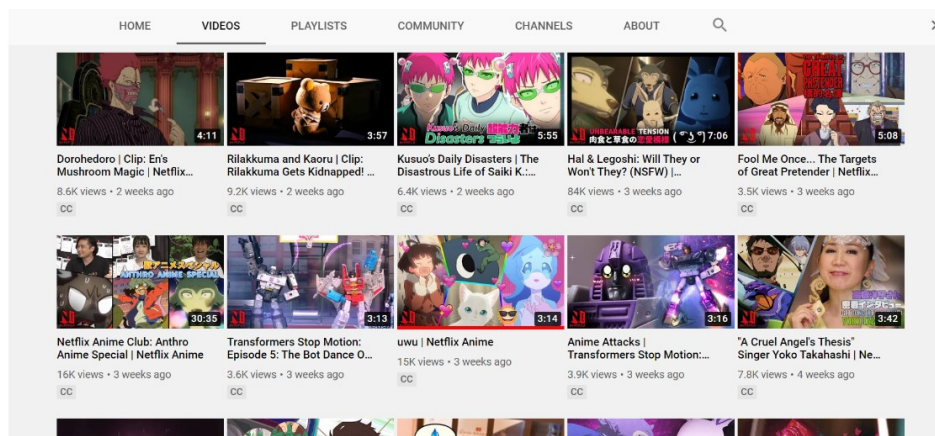 HOME VIDEOS PLAYLISTS COMMUNITY CHANNELS ABOUT
4:11
3:57
Kusuo's Daily
Disasters
5:55
UNBEARABLE TENSION
7:06
GREAT
PRETENDER
5:08
Dorohedoro | Clip: En's
Mushroom Magic | Netflix...
8.6K views • 2 weeks ago
CC
Rilakkuma and Kaoru | Clip:
Rilakkuma Gets Kidnapped! ...
9.2K views • 2 weeks ago
CC
Kusuo's Daily Disasters | The
Disastrous Life of Saiki K.:...
6.4K views • 2 weeks ago
CC
Hal & Legoshi: Will They or
Won't They? (NSFW) |...
84K views • 3 weeks ago
CC
Fool Me Once... The Targets
of Great Pretender | Netflix...
3.5K views • 3 weeks ago
CC
ANTHRO ANIME SPECIAL
30:35
3:13
3:14
3:16
3:42
Netflix Anime Club: Anthro
Anime Special | Netflix Anime
16K views • 3 weeks ago
CC
Transformers Stop Motion:
Episode 5: The Bot Dance O...
3.6K views • 3 weeks ago
CC
uwu | Netflix Anime
15K views • 3 weeks ago
CC
Anime Attacks |
Transformers Stop Motion:...
3.9K views • 3 weeks ago
CC
"A Cruel Angel's Thesis"
Singer Yoko Takahashi | Ne...
7.8K views • 4 weeks ago
CC